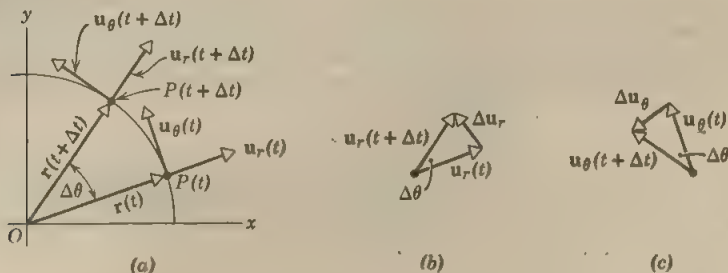 y
u_θ(t + Δt)
u_r(t + Δt)
P(t + Δt)
u_θ(t)
u_r(t)
r(t + Δt)
Δθ
P(t)
r(t)
O
x
(a)
u_r(t + Δt)
Δu_r
u_r(t)
Δθ
(b)
Δu_θ
u_θ(t)
u_θ(t + Δt)
Δθ
(c)